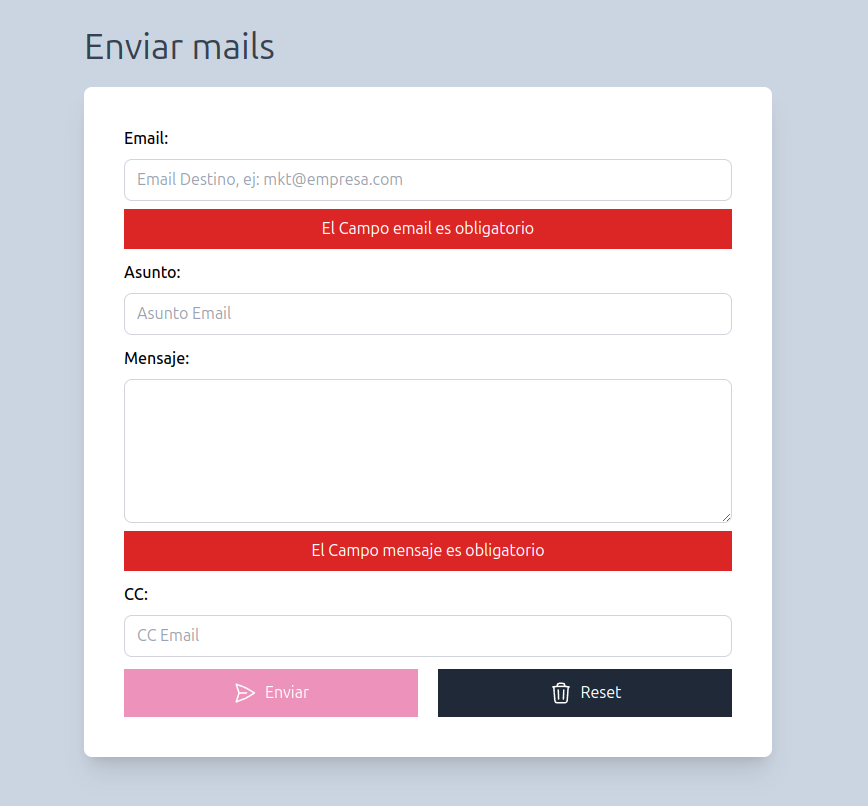 Enviar mails
Email:
Email Destino, ej: mkt@empresa.com
El Campo email es obligatorio
Asunto:
Asunto Email
Mensaje:
El Campo mensaje es obligatorio
CC:
CC Email
Enviar
Reset